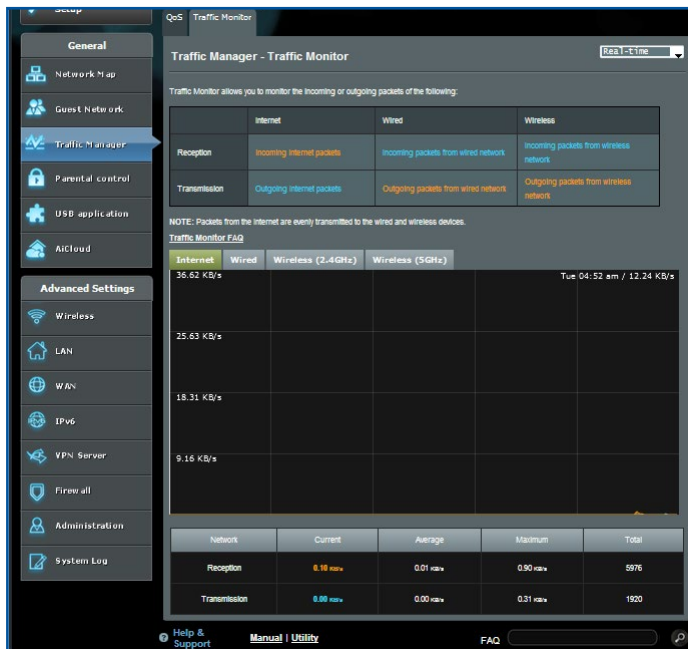 Setup
QoS Traffic Monitor
General
Network Map
Guest Network
Traffic Manager
Parental control
USB application
AiCloud
Advanced Settings
Wireless
LAN
WAN
IPv6
VPN Server
Firewall
Administration
System Log
Traffic Manager - Traffic Monitor
Real-time
Traffic Monitor allows you to monitor the incoming or outgoing packets of the following:
Internet Wired Wireless
Reception Incoming internet packets Incoming packets from wired network Incoming packets from wireless network
Transmission Outgoing internet packets Outgoing packets from wired network Outgoing packets from wireless network
NOTE: Packets from the Internet are evenly transmitted to the wired and wireless devices.
Traffic Monitor FAQ
Internet Wired Wireless (2.4GHz) Wireless (5GHz)
36.62 KB/s Tue 04:52 am / 12.24 KB/s
25.63 KB/s
18.31 KB/s
9.16 KB/s
Network Current Average Maximum Total
Reception 0.10 KB/s 0.01 KB/s 0.90 KB/s 5976
Transmission 0.00 KB/s 0.00 KB/s 0.31 KB/s 1920
Help & Support Manual | Utility FAQ